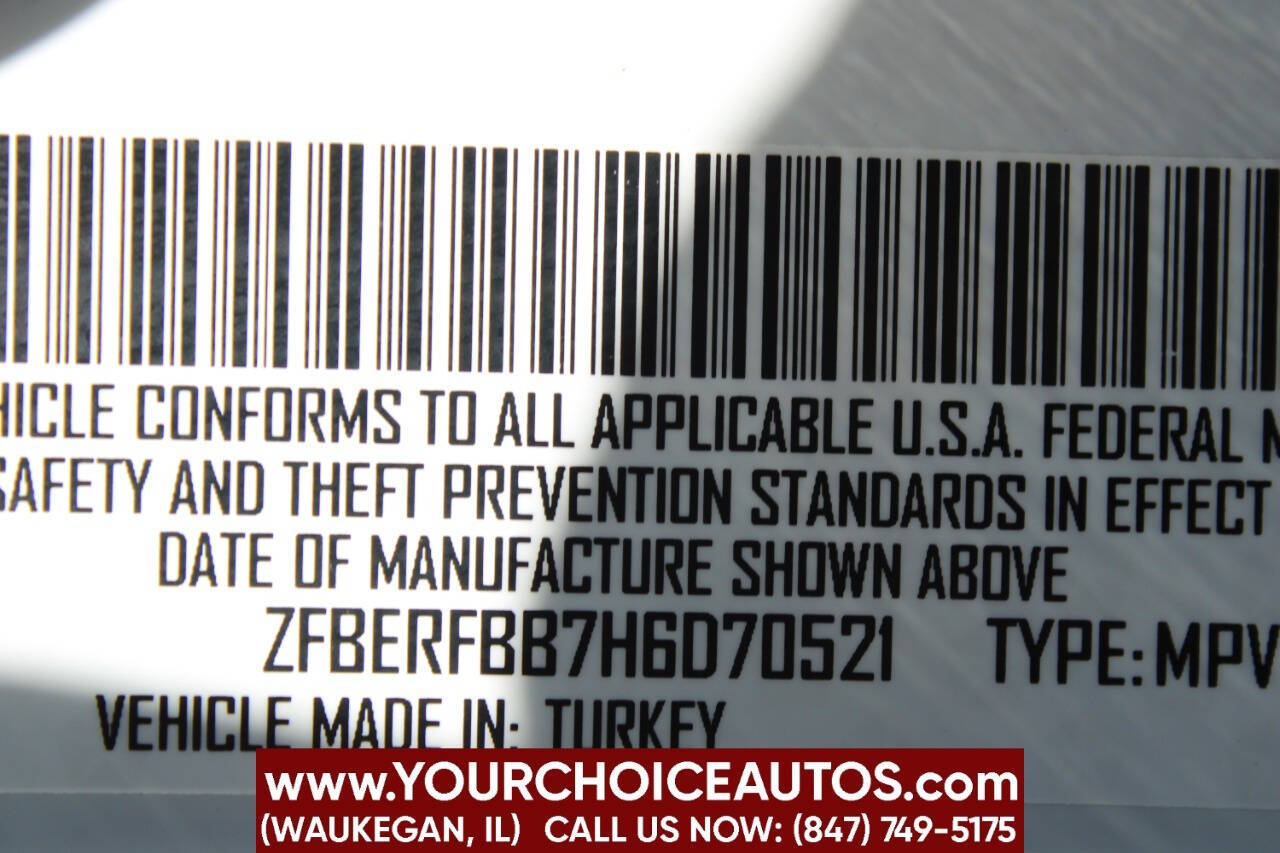 HICLE CONFORMS TO ALL APPLICABLE U.S.A. FEDERAL M
SAFETY AND THEFT PREVENTION STANDARDS IN EFFECT
DATE OF MANUFACTURE SHOWN ABOVE
ZFBERFBB7H6D70521 TYPE: MPV
VEHICLE MADE IN: TURKEY
www.YOURCHOICEAUTOS.com
(WAUKEGAN, IL) CALL US NOW: (847) 749-5175